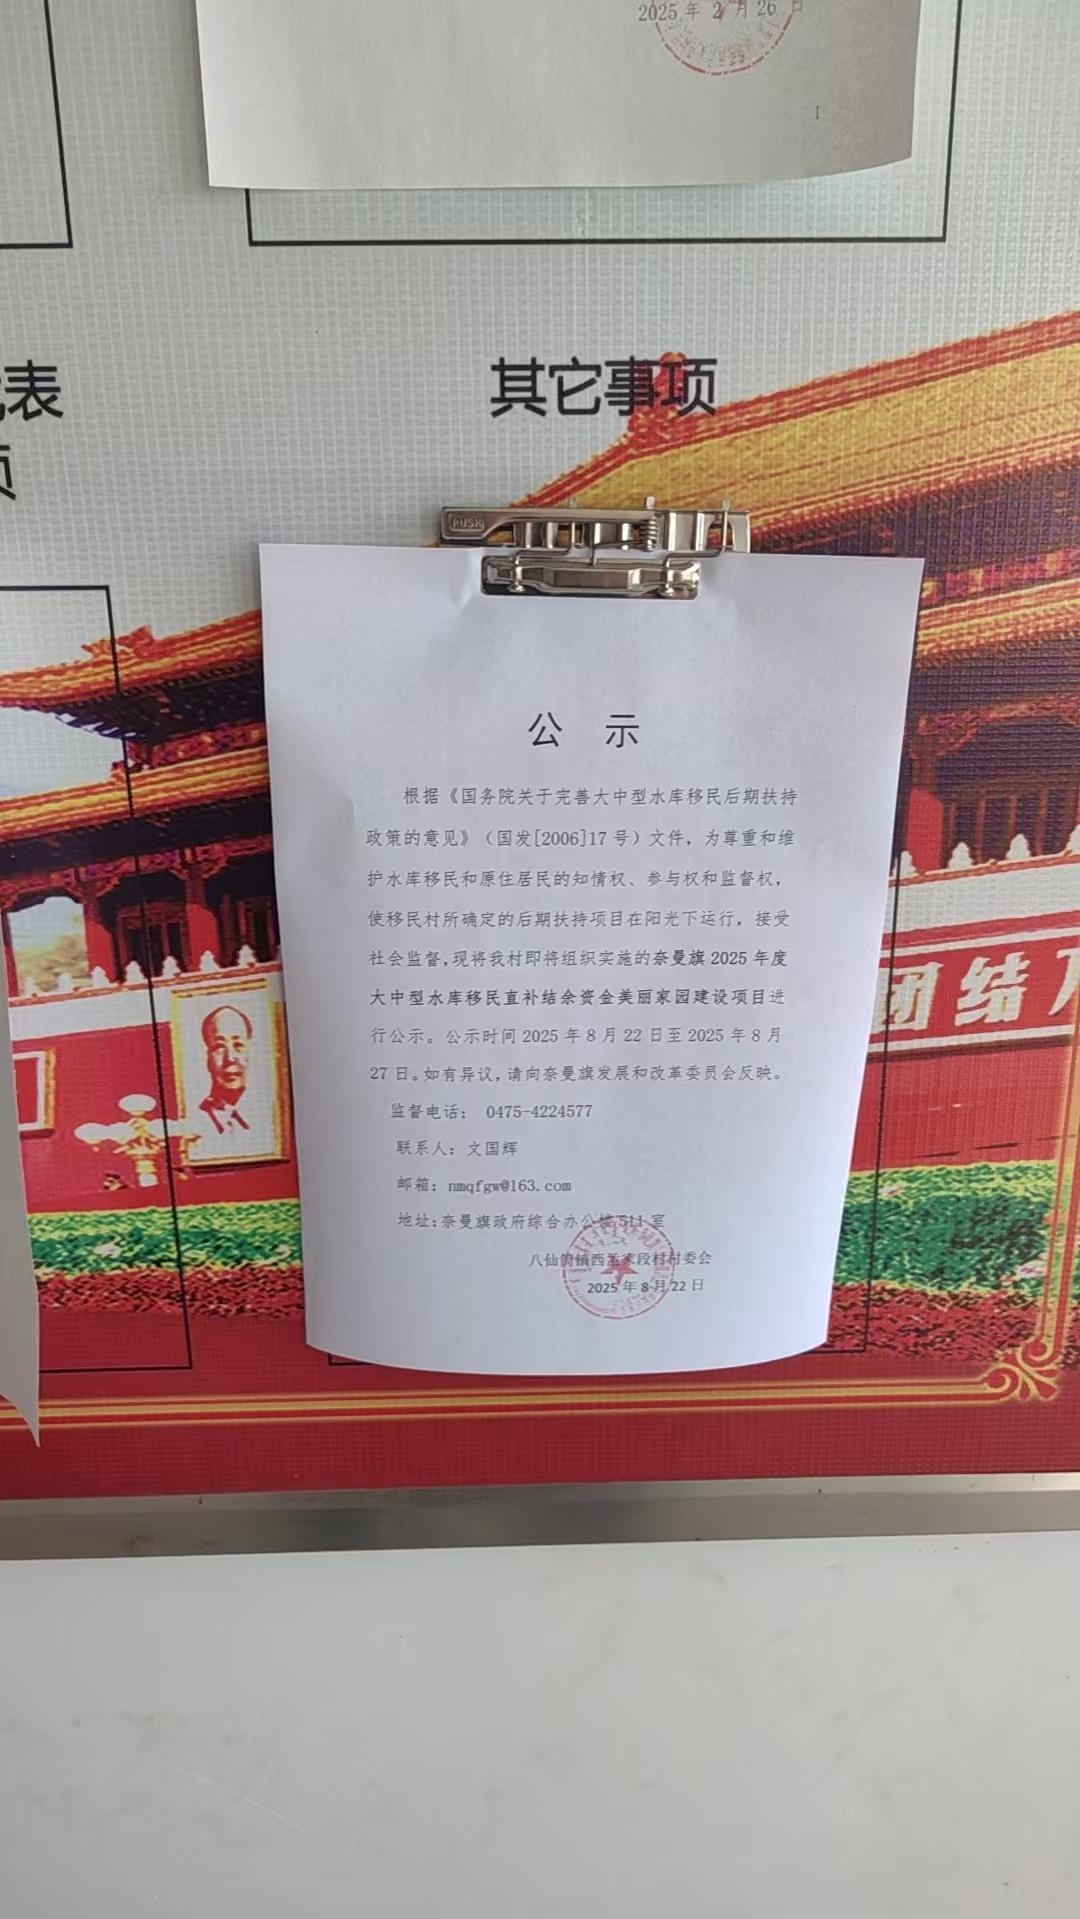 2025 年 2 月 26 日
1
表
项
其它事项
PUSH
公 示
根据《国务院关于完善大中型水库移民后期扶持
政策的意见》（国发[2006]17 号）文件，为尊重和维
护水库移民和原住居民的知情权、参与权和监督权，
使移民村所确定的后期扶持项目在阳光下运行，接受
社会监督,现将我村即将组织实施的奈曼旗 2025 年度
大中型水库移民直补结余资金美丽家园建设项目进
行公示。公示时间 2025 年 8 月 22 日至 2025 年 8 月
27 日。如有异议，请向奈曼旗发展和改革委员会反映。
监督电话： 0475-4224577
联系人：文国辉
邮箱：nmqfgw@163.com
地址:奈曼旗政府综合办公楼 511 室
八仙筒镇西孟家段村村委会
2025 年 8 月 22 日
团结